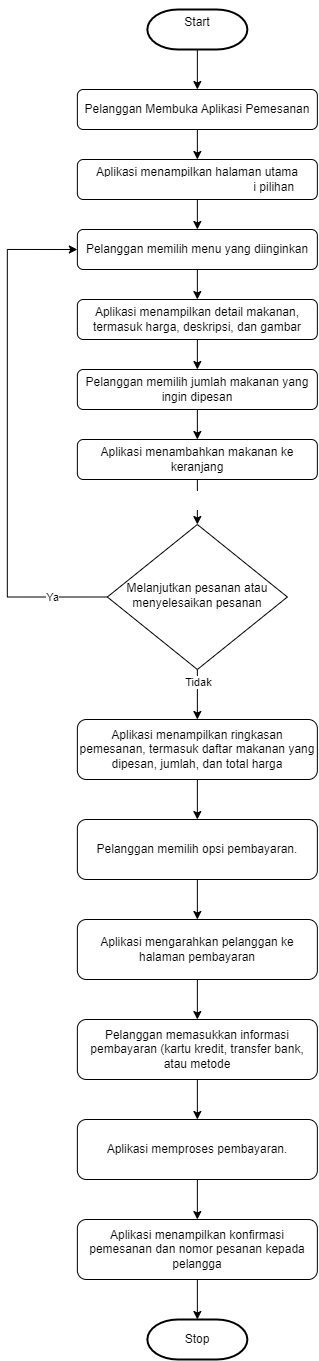 Start
Pelanggan Membuka Aplikasi Pemesanan
Aplikasi menampilkan halaman utama
i pilihan
Pelanggan memilih menu yang diinginkan
Aplikasi menampilkan detail makanan,
termasuk harga, deskripsi, dan gambar
Pelanggan memilih jumlah makanan yang
ingin dipesan
Aplikasi menambahkan makanan ke
keranjang
Melanjutkan pesanan atau
menyelesaikan pesanan
Ya
Tidak
Aplikasi menampilkan ringkasan
pemesanan, termasuk daftar makanan yang
dipesan, jumlah, dan total harga
Pelanggan memilih opsi pembayaran.
Aplikasi mengarahkan pelanggan ke
halaman pembayaran
Pelanggan memasukkan informasi
pembayaran (kartu kredit, transfer bank,
atau metode
Aplikasi memproses pembayaran.
Aplikasi menampilkan konfirmasi
pemesanan dan nomor pesanan kepada
pelangga
Stop